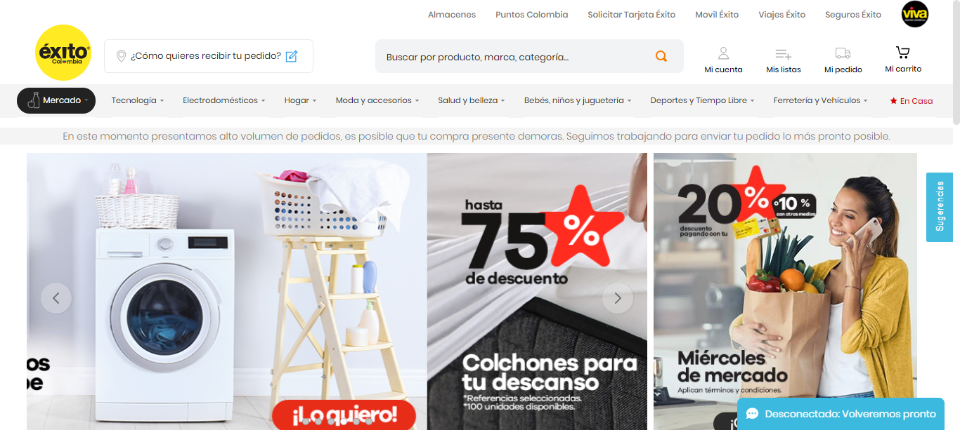 Almacenes Puntos Colombia Solicitar Tarjeta Éxito Movil Éxito Viajes Éxito Seguros Éxito viva
éxito
Colombia
¿Cómo quieres recibir tu pedido?
Buscar por producto, marca, categoría...
Mi cuenta Mis listas Mi pedido Mi carrito
Mercado Tecnología Electrodomésticos Hogar Moda y accesorios Salud y belleza Bebés, niños y juguetería Deportes y Tiempo Libre Ferretería y Vehículos En Casa
En este momento presentamos alto volumen de pedidos, es posible que tu compra presente demoras. Seguimos trabajando para enviar tu pedido lo más pronto posible.
¡Lo quiero!
hasta
75%
de descuento
Colchones para
tu descanso
*Referencias seleccionadas.
*100 unidades disponibles.
20%
descuento
pagando con tu
10%
con otros medios
Miércoles
de mercado
Aplican términos y condiciones.
Sugerencias
Desconectado: Volveremos pronto